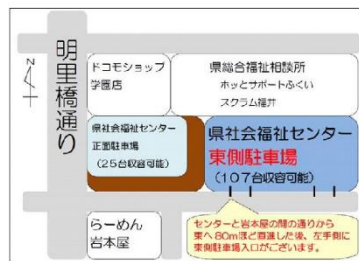 明里橋通り
N
ドコモショップ
学園店
県総合福祉相談所
ホッとサポートふくい
スクラム福井
県社会福祉センター
正面駐車場
（25台収容可能）
県社会福祉センター
東側駐車場
（107台収容可能）
らーめん
岩本屋
センターと岩本屋の間の通りから
東へ80mほど直進した後、左手側に
東側駐車場入口がございます。